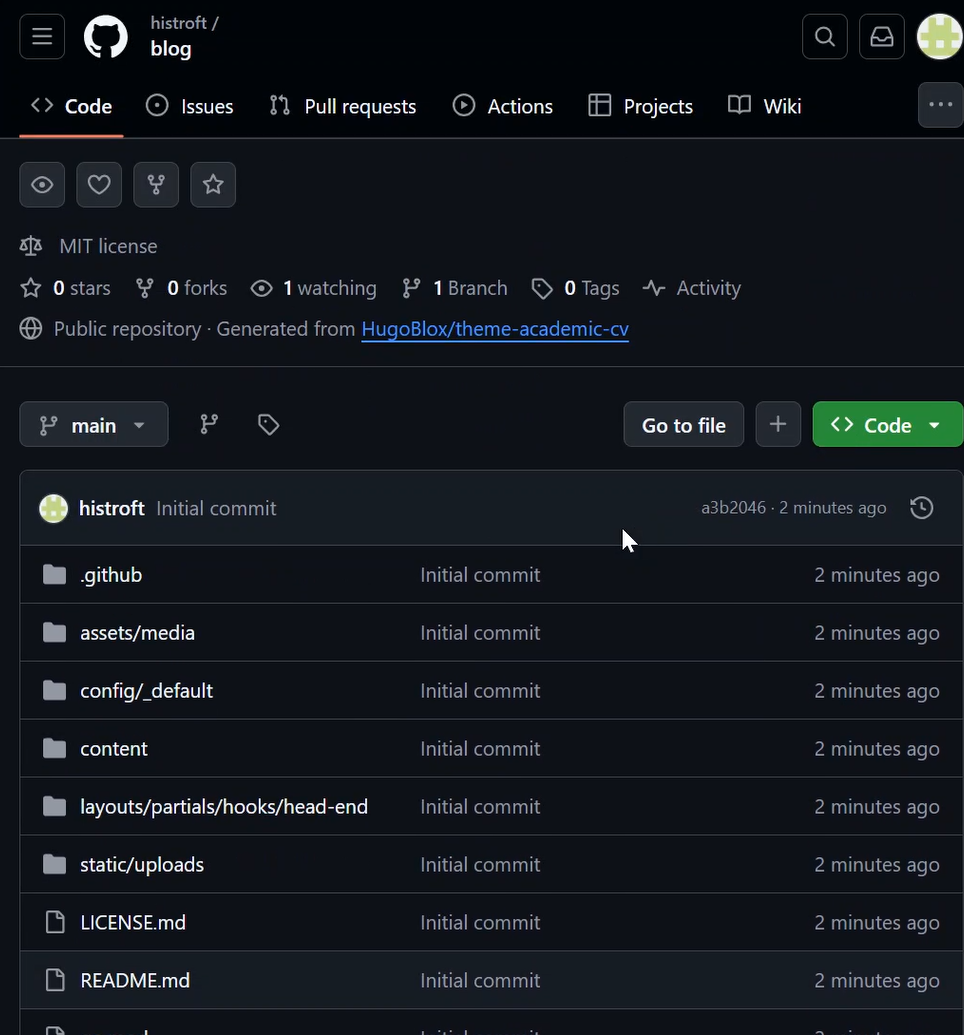 histroft /
blog
Code Issues Pull requests Actions Projects Wiki
MIT license
0 stars 0 forks 1 watching 1 Branch 0 Tags Activity
Public repository · Generated from HugoBlox/theme-academic-cv
main Go to file Code
histroft Initial commit a3b2046 · 2 minutes ago
.github Initial commit 2 minutes ago
assets/media Initial commit 2 minutes ago
config/_default Initial commit 2 minutes ago
content Initial commit 2 minutes ago
layouts/partials/hooks/head-end Initial commit 2 minutes ago
static/uploads Initial commit 2 minutes ago
LICENSE.md Initial commit 2 minutes ago
README.md Initial commit 2 minutes ago